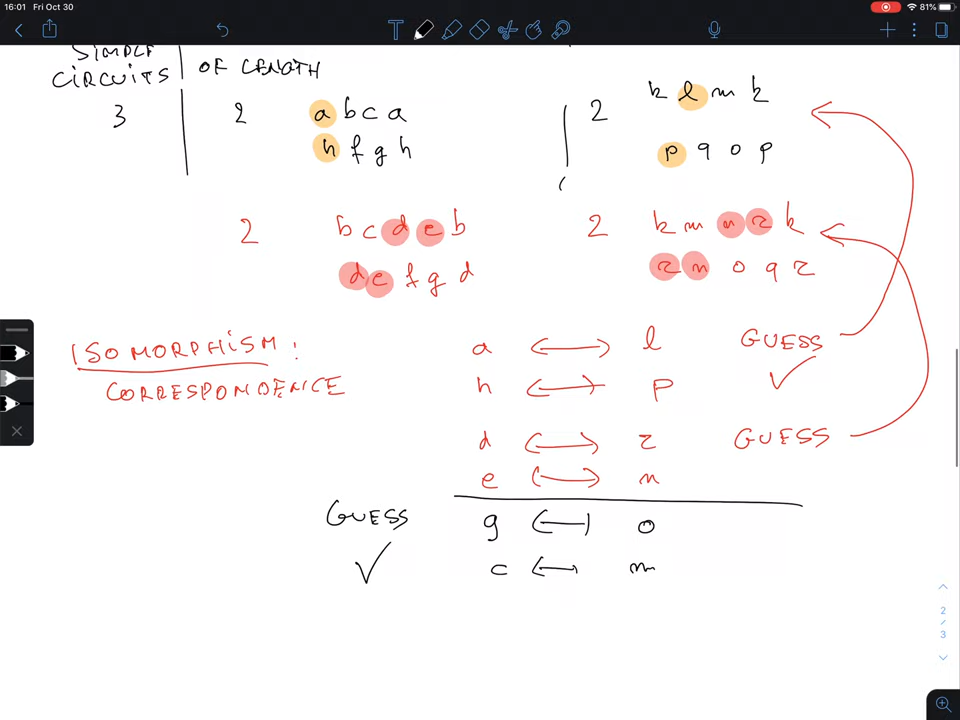 16:01 Fri Oct 30 81%
SIMPLE
CIRCUITS OF LENGTH
3 2 a b c a 2 k l m k
h f g h p q o p
2 b c d e b 2 k m n r k
d e f g d r n o q r
ISOMORPHISM:
CORRESPONDENCE
a ↔ l GUESS
h ↔ p ✓
d ↔ r GUESS
e ↔ n
GUESS g ↔ o
✓ c ↔ m
2
/
3